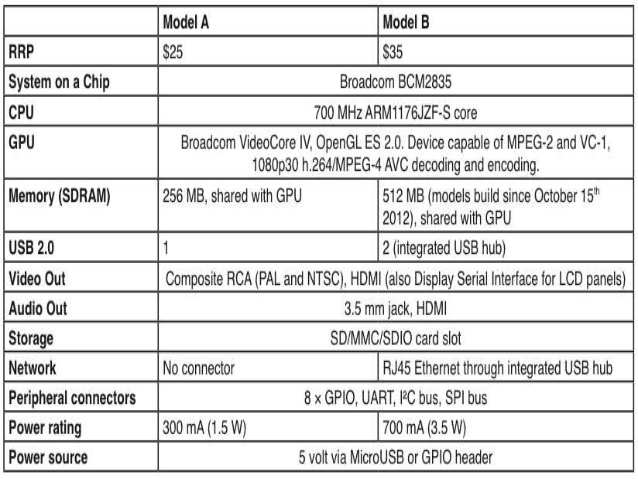 Model A Model B
RRP $25 $35
System on a Chip Broadcom BCM2835
CPU 700 MHz ARM1176JZF-S core
GPU Broadcom VideoCore IV, OpenGL ES 2.0. Device capable of MPEG-2 and VC-1,
1080p30 h.264/MPEG-4 AVC decoding and encoding.
Memory (SDRAM) 256 MB, shared with GPU 512 MB (models build since October 15th
2012), shared with GPU
USB 2.0 1 2 (integrated USB hub)
Video Out Composite RCA (PAL and NTSC), HDMI (also Display Serial Interface for LCD panels)
Audio Out 3.5 mm jack, HDMI
Storage SD/MMC/SDIO card slot
Network No connector RJ45 Ethernet through integrated USB hub
Peripheral connectors 8 × GPIO, UART, I²C bus, SPI bus
Power rating 300 mA (1.5 W) 700 mA (3.5 W)
Power source 5 volt via MicroUSB or GPIO header